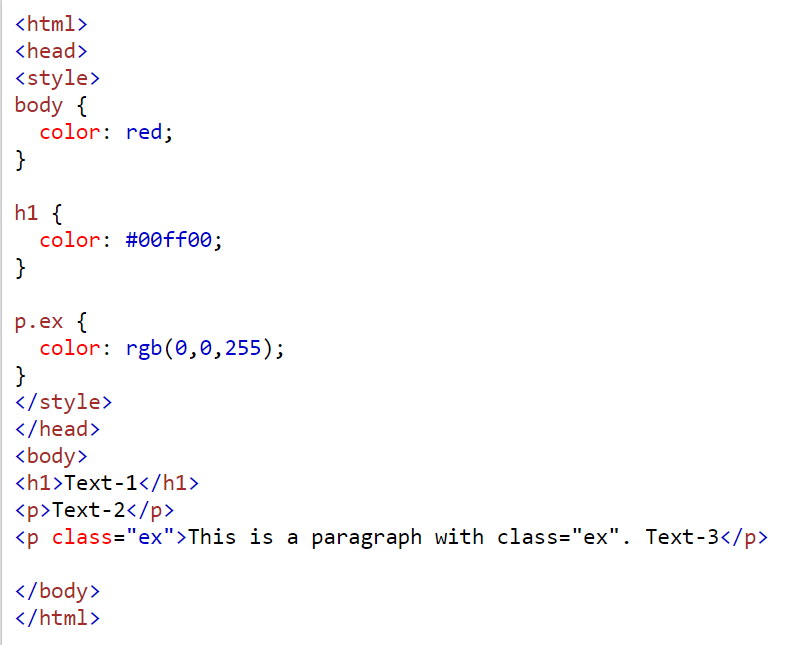 <html>
<head>
<style>
body {
  color: red;
}

h1 {
  color: #00ff00;
}

p.ex {
  color: rgb(0,0,255);
}
</style>
</head>
<body>
<h1>Text-1</h1>
<p>Text-2</p>
<p class="ex">This is a paragraph with class="ex". Text-3</p>

</body>
</html>